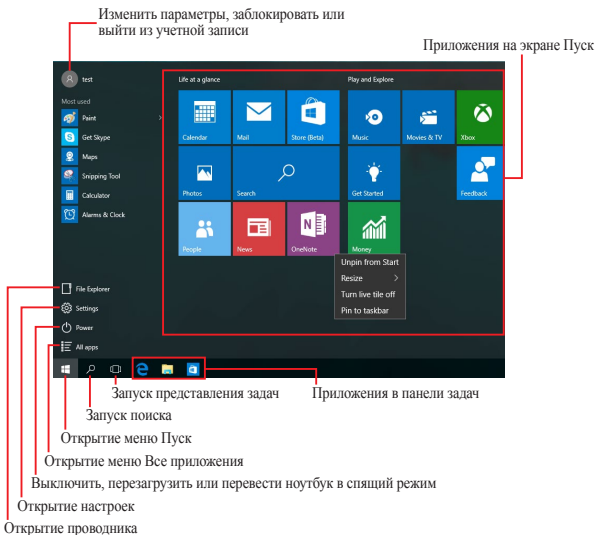 Изменить параметры, заблокировать или
выйти из учетной записи
Приложения на экране Пуск
test
Life at a glance
Play and Explore
Most used
Paint
Get Skype
Maps
Snipping Tool
Calculator
Alarms & Clock
Calendar
Mail
Store (Beta)
Music
Movies & TV
Xbox
Photos
Search
Get Started
Feedback
People
News
OneNote
Money
Unpin from Start
Resize
Turn live tile off
Pin to taskbar
File Explorer
Settings
Power
All apps
Запуск представления задач
Приложения в панели задач
Запуск поиска
Открытие меню Пуск
Открытие меню Все приложения
Выключить, перезагрузить или перевести ноутбук в спящий режим
Открытие настроек
Открытие проводника